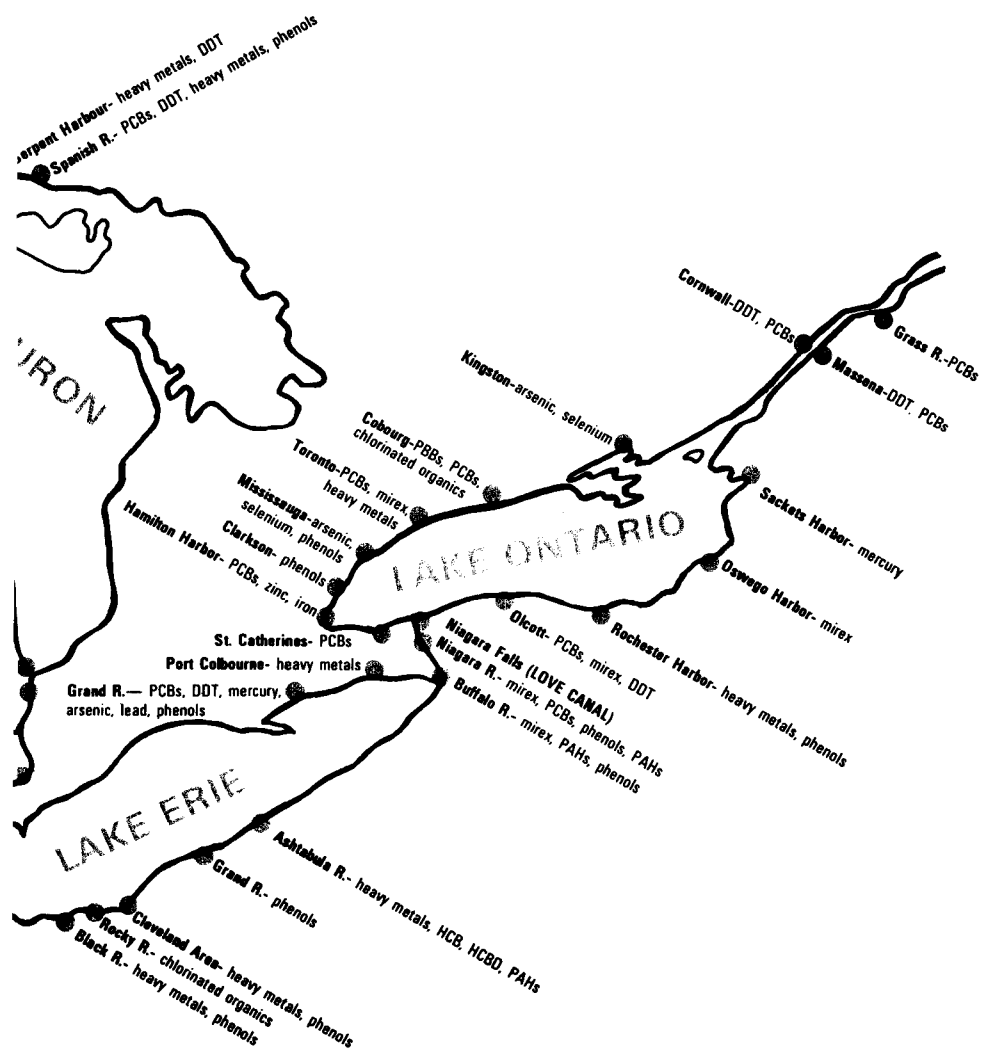 Harbour- heavy metals, DDT
Spanish R.- PCBs, DDT, heavy metals, phenols
Cornwall-DDT, PCBs
Grass R.-PCBs
Massena-DDT, PCBs
Kingston-arsenic, selenium
Cobourg-PBBs, PCBs,
chlorinated organics
Toronto-PCBs, mirex,
heavy metals
Mississauga-arsenic,
selenium, phenols
Clarkson- phenols
Hamilton Harbor- PCBs, zinc, iron
LAKE ONTARIO
Sackets Harbor- mercury
Oswego Harbor- mirex
Rochester Harbor- heavy metals, phenols
Olcott- PCBs, mirex, DDT
Niagara Falls (LOVE CANAL)
Niagara R.- mirex, PCBs, phenols, PAHs
Buffalo R.- mirex, PAHs, phenols
St. Catherines- PCBs
Port Colbourne- heavy metals
Grand R.— PCBs, DDT, mercury,
arsenic, lead, phenols
LAKE ERIE
Ashtabula R.- heavy metals, HCB, HCBD, PAHs
Grand R.- phenols
Cleveland Area- heavy metals, phenols
Rocky R.- chlorinated organics
Black R.- heavy metals, phenols